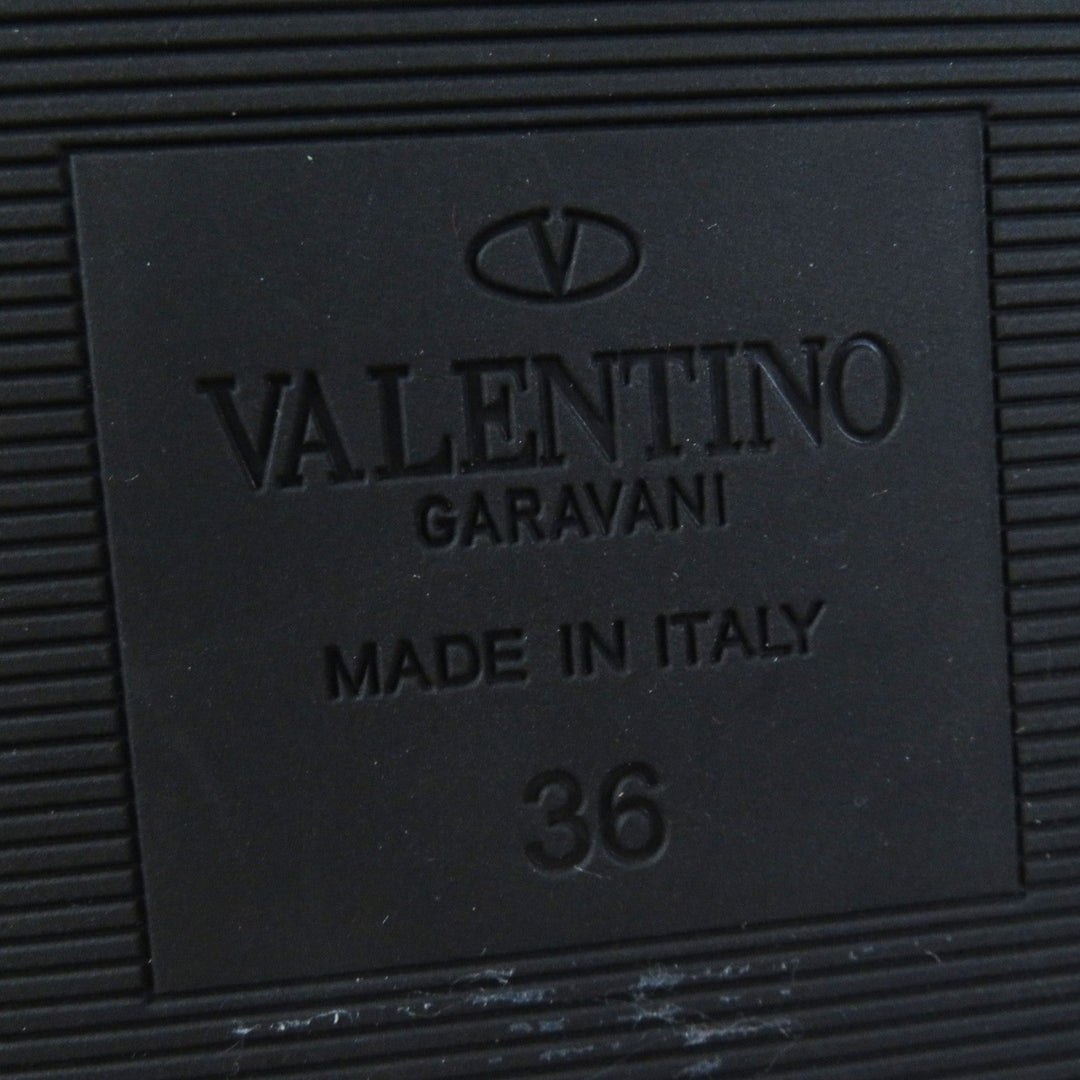 V
VALENTINO
GARAVANI
MADE IN ITALY
36